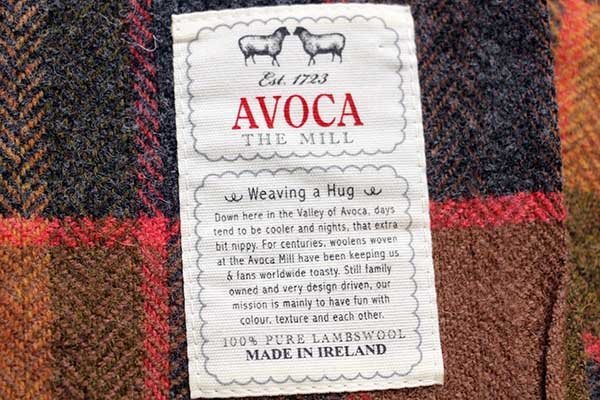 Est. 1723
AVOCA
THE MILL
Weaving a Hug
Down here in the Valley of Avoca, days
tend to be cooler and nights, that extra
bit nippy. For centuries, woolens woven
at the Avoca Mill have been keeping us
& fans worldwide toasty. Still family
owned and very design driven, our
mission is mainly to have fun with
colour, texture and each other.
100% PURE LAMBSWOOL
MADE IN IRELAND